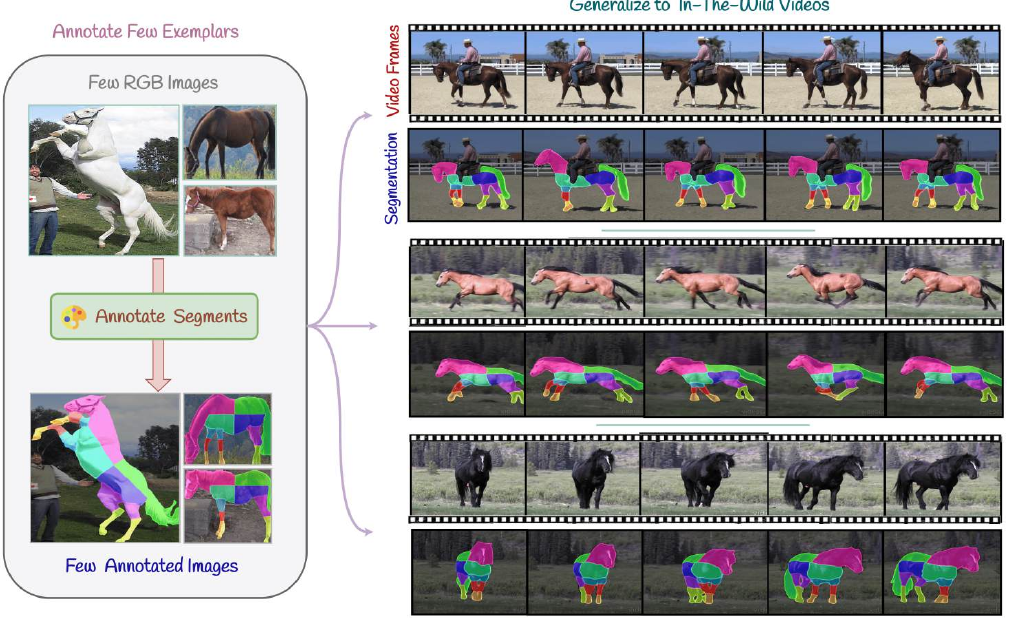 Annotate Few Exemplars
Few RGB Images
Annotate Segments
Few Annotated Images
Generalize to In-The-Wild Videos
Video Frames
Segmentation